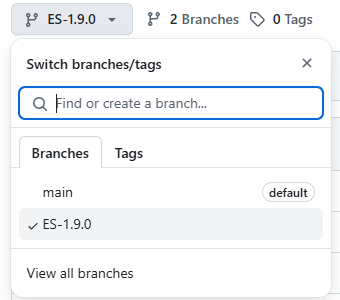 ES-1.9.0 2 Branches 0 Tags
Switch branches/tags
Find or create a branch...
Branches Tags
main default
ES-1.9.0
View all branches